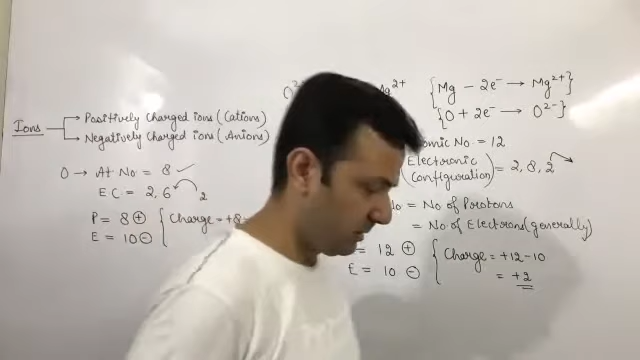 Ions → Positively Charged ions (Cations)
→ Negatively Charged ions (Anions)
O → At No = 8 ✓
E C = 2, 6
2
P = 8 ⊕
E = 10 ⊖
Charge = +8-
{Mg − 2e⁻ → Mg²⁺}
{O + 2e⁻ → O²⁻}
No = 12
Electronic Configuration) = 2, 8, 2
= No of Protons
= No of Electrons (generally)
= 12 ⊕
E = 10 ⊖
Charge = +12-10
= +2